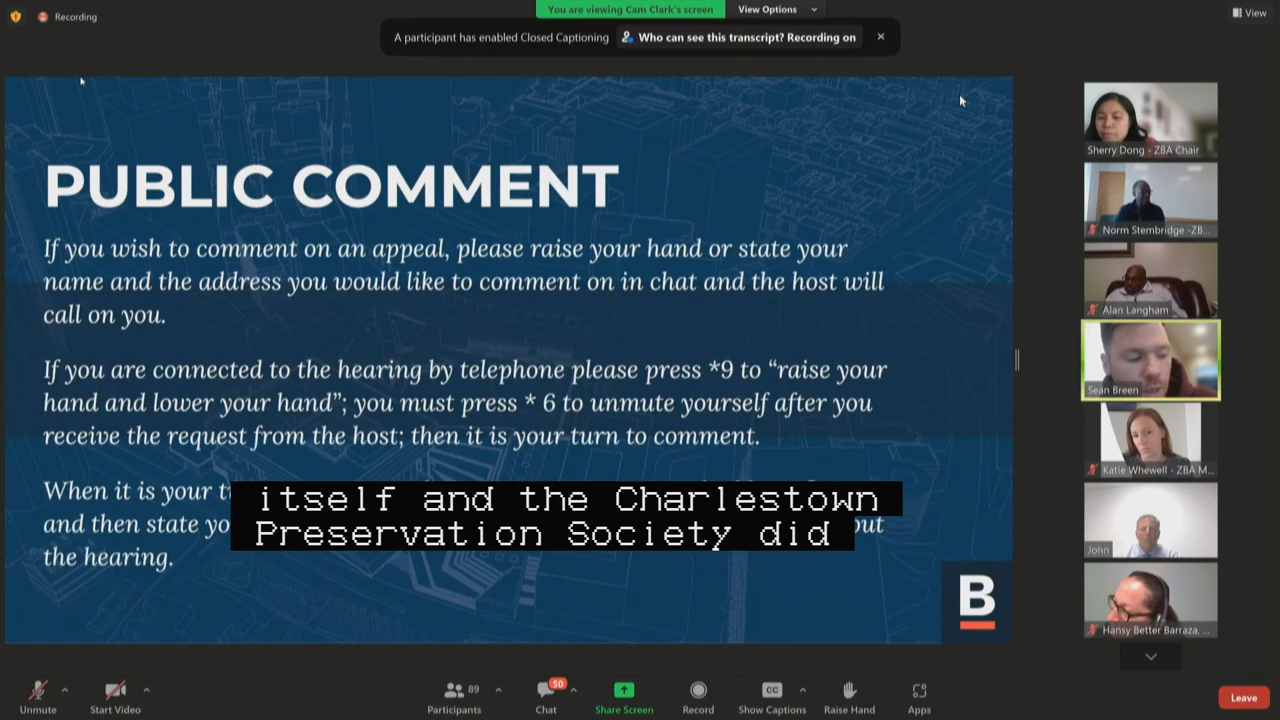 Recording
You are viewing Cam Clark's screen
View Options
View
A participant has enabled Closed Captioning
Who can see this transcript? Recording on
PUBLIC COMMENT
If you wish to comment on an appeal, please raise your hand or state your
name and the address you would like to comment on in chat and the host will
call on you.
If you are connected to the hearing by telephone please press *9 to “raise your
hand and lower your hand”; you must press * 6 to unmute yourself after you
receive the request from the host; then it is your turn to comment.
When it is your
itself and the Charlestown
and then state
Preservation Society did
the hearing.
B
Sherry Dong - ZBA Chair
Norm Stembridge -ZB...
Alan Langham
Sean Breen
Katie Whewell - ZBA M...
John
Hansy Better Barraza, ...
Unmute
Start Video
89
Participants
50
Chat
Share Screen
Record
CC
Show Captions
Raise Hand
Apps
Leave